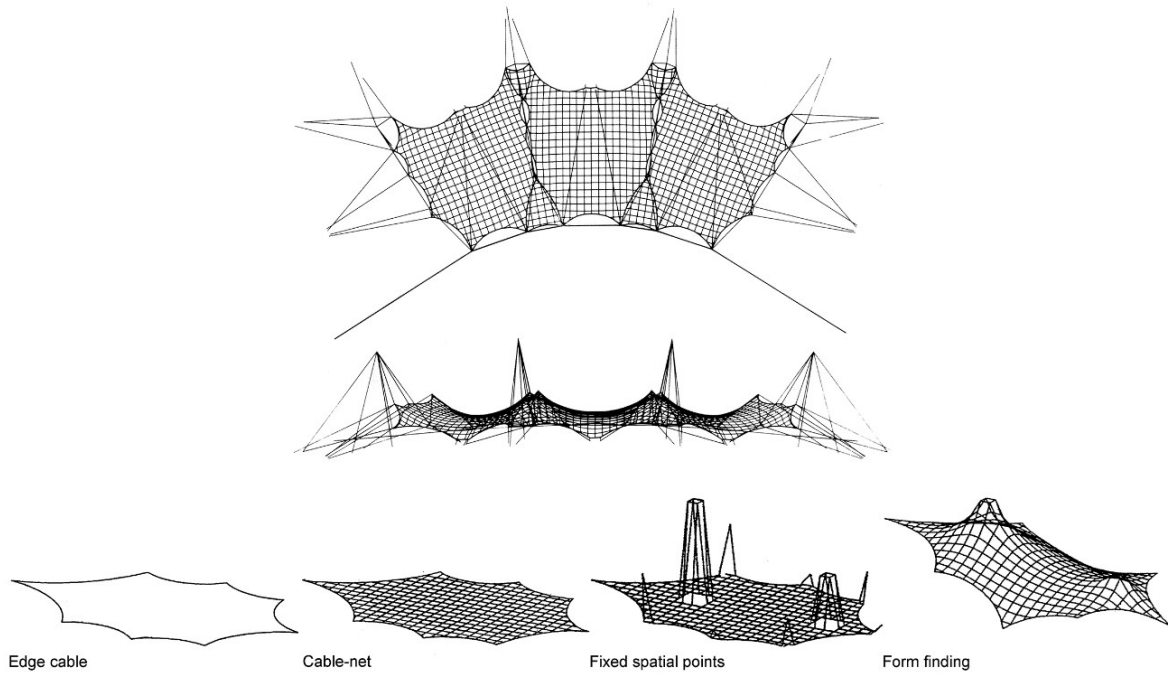 Edge cable
Cable-net
Fixed spatial points
Form finding